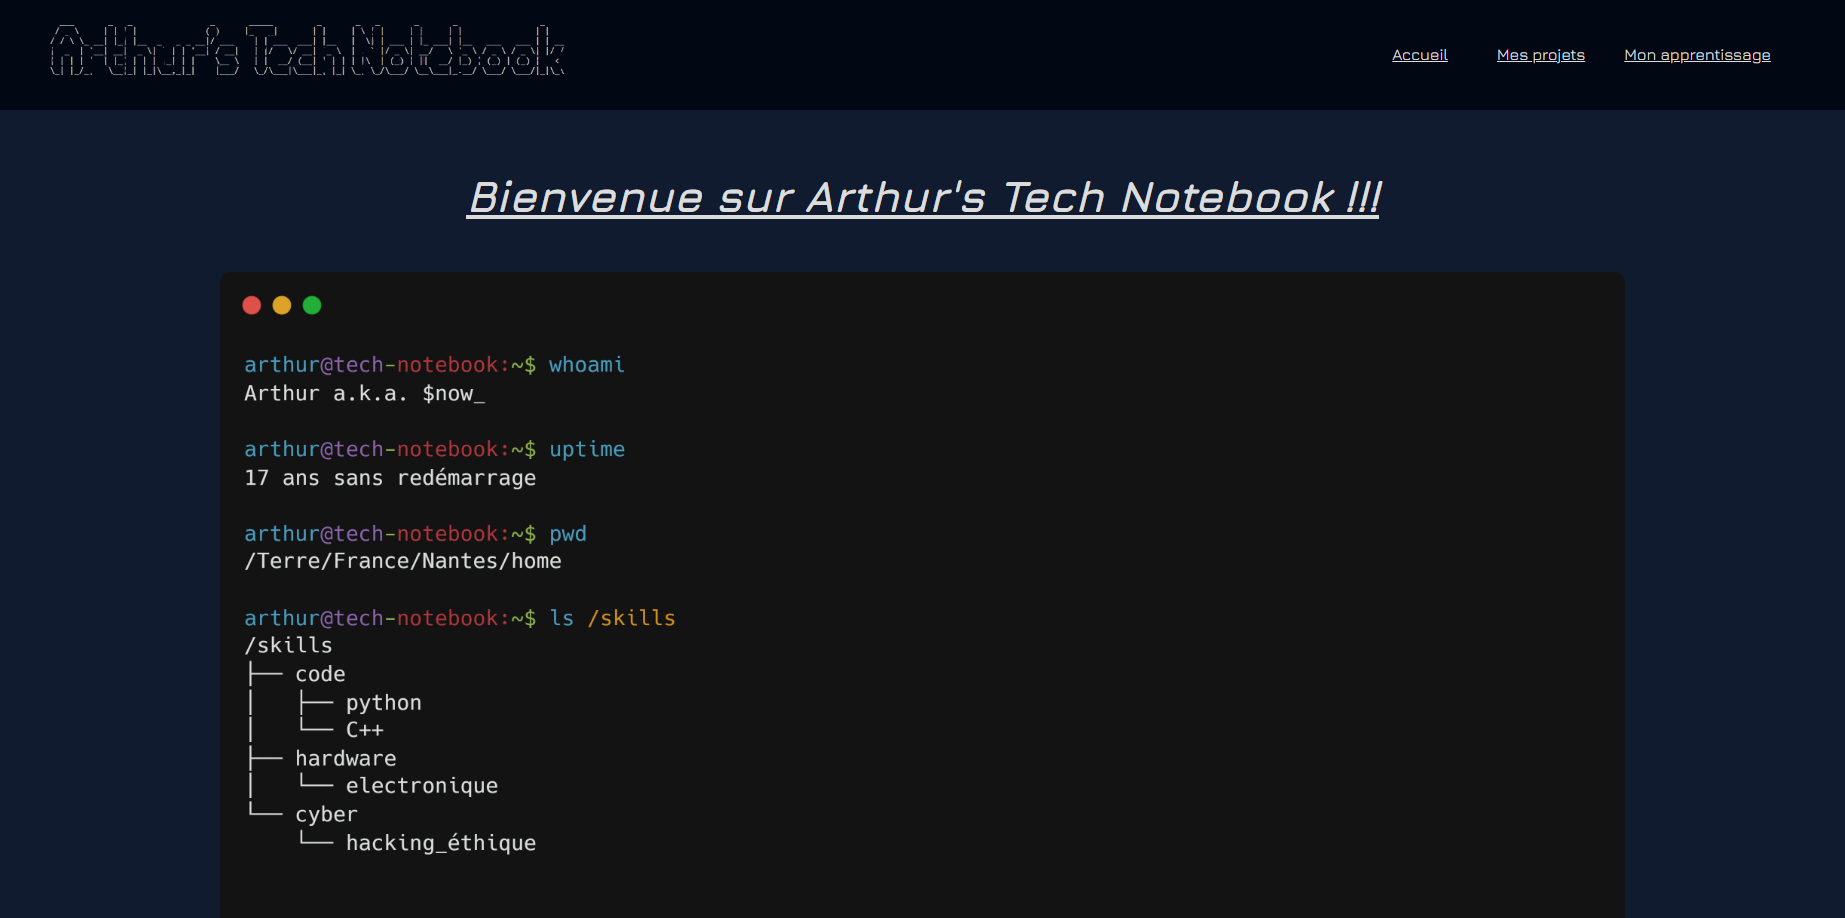 Arthur's Tech Notebook
Accueil Mes projets Mon apprentissage
Bienvenue sur Arthur's Tech Notebook !!!
arthur@tech-notebook:~$ whoami
Arthur a.k.a. $now_
arthur@tech-notebook:~$ uptime
17 ans sans redémarrage
arthur@tech-notebook:~$ pwd
/Terre/France/Nantes/home
arthur@tech-notebook:~$ ls /skills
/skills
├── code
│   ├── python
│   └── C++
├── hardware
│   └── electronique
└── cyber
    └── hacking_éthique